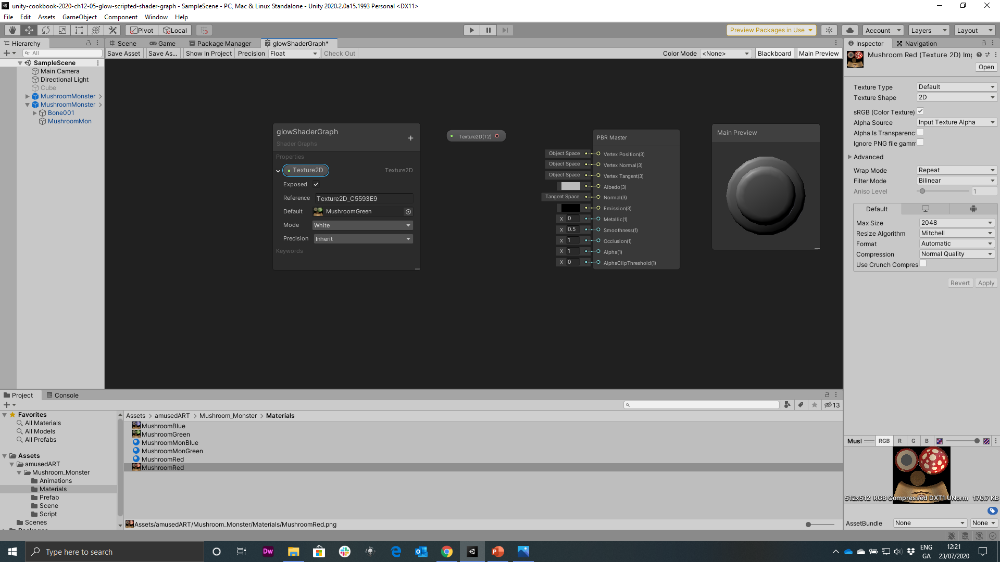 unity-cookbook-2020-ch12-05-glow-scripted-shader-graph - SampleScene - PC, Mac & Linux Standalone - Unity 2020.2.0a15.1993 Personal <DX11>
File Edit Assets GameObject Component Window Help
Pivot Local Preview Packages in Use Account Layers Layout
Hierarchy
All
SampleScene
Main Camera
Directional Light
Cube
MushroomMonster
MushroomMonster
Bone001
MushroomMon
Scene Game Package Manager glowShaderGraph*
Save Asset Save As... Show In Project Precision Float Check Out Color Mode <None> Blackboard Main Preview
glowShaderGraph
Shader Graphs
Properties
Texture2D Texture2D
Exposed
Reference Texture2D_C5593E9
Default MushroomGreen
Mode White
Precision Inherit
Keywords
Texture2D(T2)
PBR Master
Object Space Vertex Position(3)
Object Space Vertex Normal(3)
Object Space Vertex Tangent(3)
Albedo(3)
Tangent Space Normal(3)
Emission(3)
X 0 Metallic(1)
X 0.5 Smoothness(1)
X 1 Occlusion(1)
X 1 Alpha(1)
X 0 AlphaClipThreshold(1)
Main Preview
Inspector Navigation
Mushroom Red (Texture 2D) Imp
Open
Texture Type Default
Texture Shape 2D
sRGB (Color Texture)
Alpha Source Input Texture Alpha
Alpha Is Transparenc
Ignore PNG file gamm
Advanced
Wrap Mode Repeat
Filter Mode Bilinear
Aniso Level 1
Default
Max Size 2048
Resize Algorithm Mitchell
Format Automatic
Compression Normal Quality
Use Crunch Compres
Revert Apply
Musl RGB R G B
512x512 RGB Compressed DXT1 UNorm 170.7 KB
AssetBundle None None
Project Console
13
Favorites
All Materials
All Models
All Prefabs
Assets
amusedART
Mushroom_Monster
Animations
Materials
Prefab
Scene
Script
Scenes
Assets > amusedART > Mushroom_Monster > Materials
MushroomBlue
MushroomGreen
MushroomMonBlue
MushroomMonGreen
MushroomRed
MushroomRed
Assets/amusedART/Mushroom_Monster/Materials/MushroomRed.png
Type here to search
Dw
ENG
GA
12:21
23/07/2020